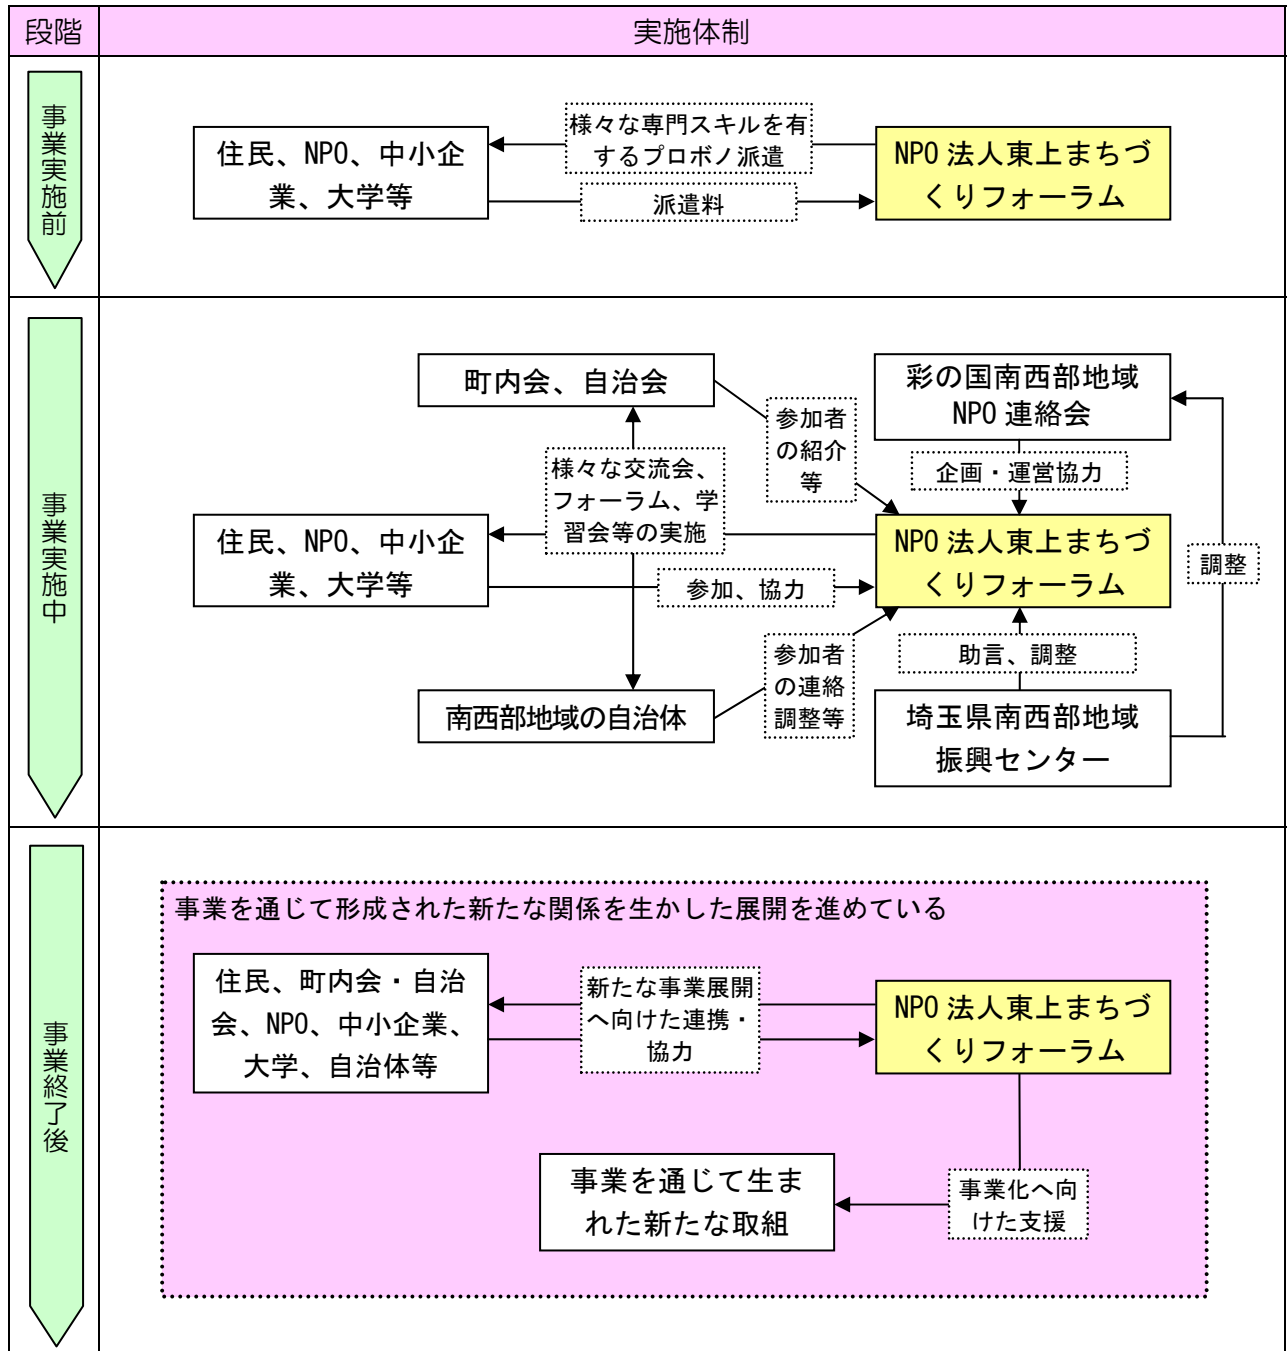 段階
実施体制
事業実施前
住民、NPO、中小企
業、大学等
様々な専門スキルを有
するプロボノ派遣
派遣料
NPO 法人東上まちづ
くりフォーラム
事業実施中
町内会、自治会
彩の国南西部地域
NPO 連絡会
参加者
の紹介
等
企画・運営協力
様々な交流会、
フォーラム、学
習会等の実施
住民、NPO、中小企
業、大学等
NPO 法人東上まちづ
くりフォーラム
調整
参加、協力
参加者
の連絡
調整等
助言、調整
南西部地域の自治体
埼玉県南西部地域
振興センター
事業終了後
事業を通じて形成された新たな関係を生かした展開を進めている
住民、町内会・自治
会、NPO、中小企業、
大学、自治体等
新たな事業展開
へ向けた連携・
協力
NPO 法人東上まちづ
くりフォーラム
事業を通じて生ま
れた新たな取組
事業化へ向
けた支援